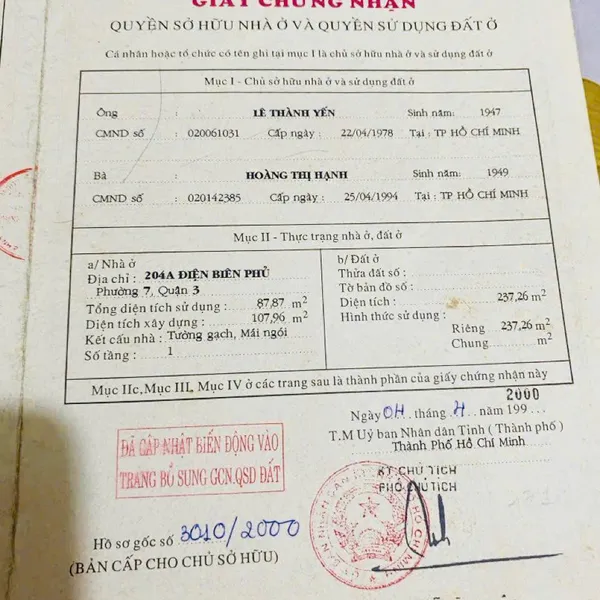 GIẤY CHỨNG NHẬN
QUYỀN SỞ HỮU NHÀ Ở VÀ QUYỀN SỬ DỤNG ĐẤT Ở
Cá nhân hoặc tổ chức có tên ghi tại mục I là chủ sở hữu nhà ở và sử dụng đất ở
Mục I - Chủ sở hữu nhà ở và sử dụng đất ở
Ông : LÊ THÀNH YẾN Sinh năm: 1947
CMND số : 020061031 Cấp ngày : 22/04/1978 Tại : TP HỒ CHÍ MINH
Bà : HOÀNG THỊ HẠNH Sinh năm: 1949
CMND số : 020142385 Cấp ngày : 25/04/1994 Tại : TP HỒ CHÍ MINH
Mục II - Thực trạng nhà ở, đất ở
a/ Nhà ở
Địa chỉ : 204A ĐIỆN BIÊN PHỦ
Phường 7, Quận 3
Tổng diện tích sử dụng : 87,87 m2
Diện tích xây dựng : 107,96 m2
Kết cấu nhà : Tường gạch, Mái ngói
Số tầng : 1
b/ Đất ở
Thửa đất số :
Tờ bản đồ số :
Diện tích : 237,26 m2
Hình thức sử dụng :
Riêng : 237,26 m2
Chung m2
Mục IIc, Mục III, Mục IV ở các trang sau là thành phần của giấy chứng nhận này
2000
Ngày 04 tháng 4 năm 199...
T.M Uỷ ban Nhân dân Tỉnh ( Thành phố )
Thành Phố Hồ Chí Minh
KT CHỦ TỊCH
PHÓ CHỦ TỊCH
ĐÃ CẬP NHẬT BIẾN ĐỘNG VÀO
TRANG BỔ SUNG GCN.QSD ĐẤT
Hồ sơ gốc số 3010/2000
(BẢN CẤP CHO CHỦ SỞ HỮU)